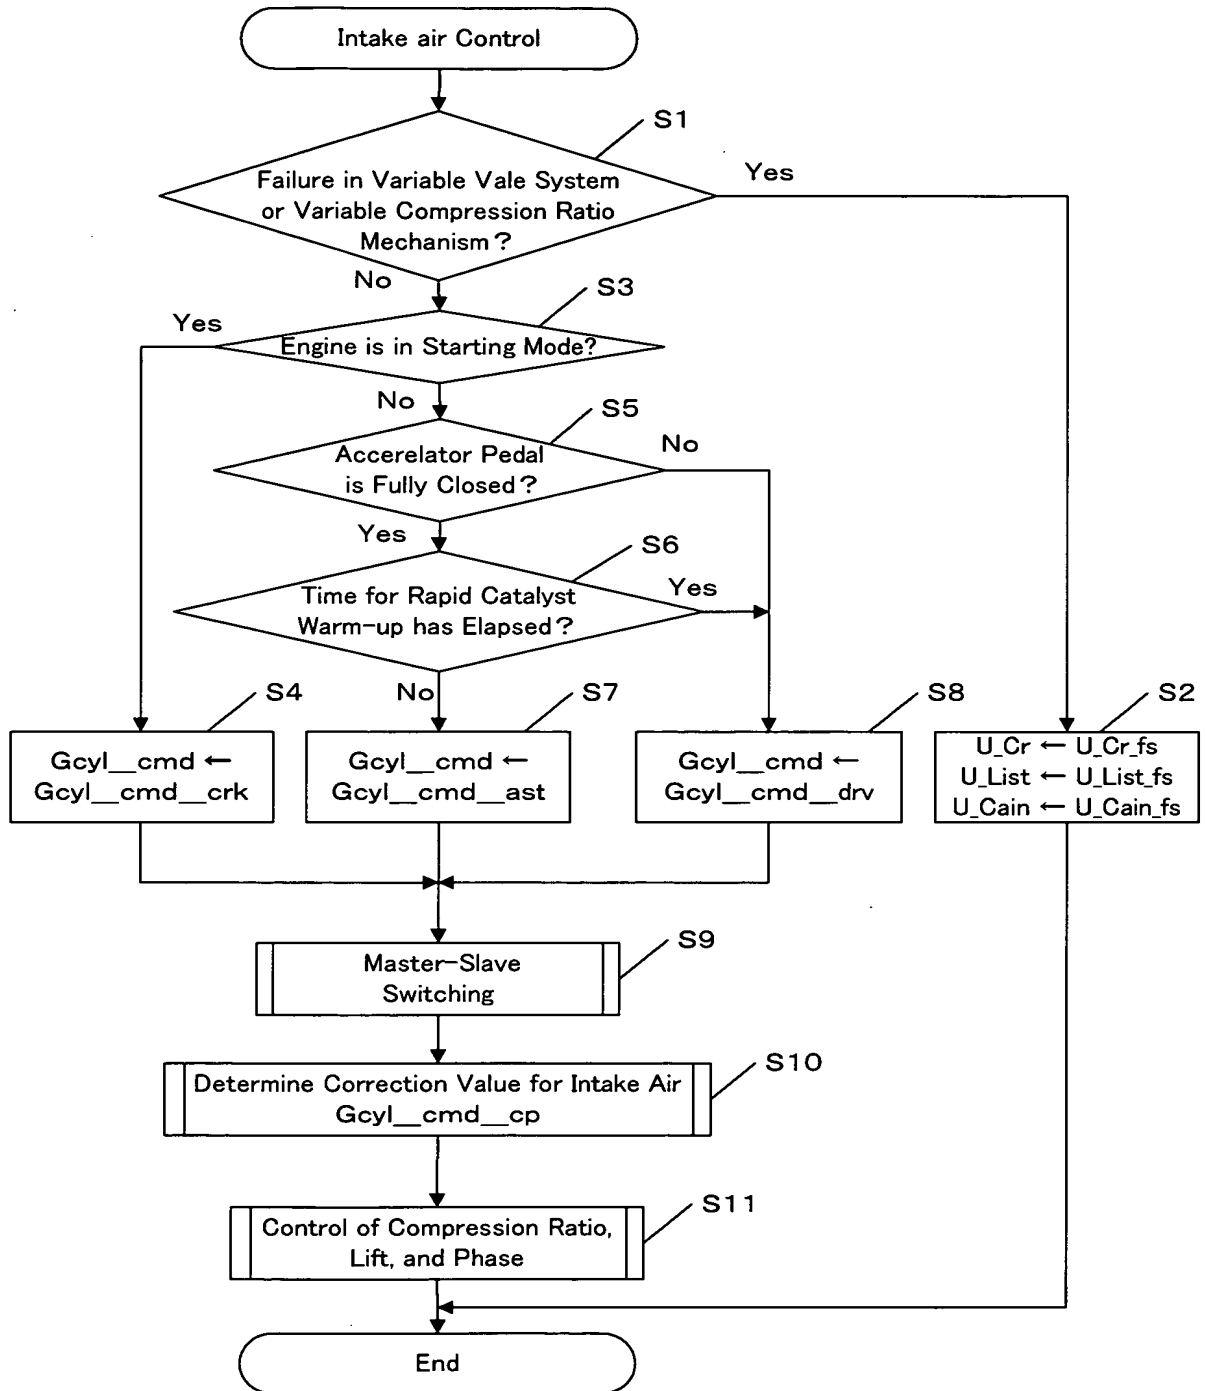 Intake air Control
S1
Yes
Failure in Variable Vale System
or Variable Compression Ratio
Mechanism?
No
S3
Yes
Engine is in Starting Mode?
No
S5
No
Accerelator Pedal
is Fully Closed?
Yes
S6
Yes
Time for Rapid Catalyst
Warm-up has Elapsed?
No
S4
Gcyl__cmd ←
Gcyl__cmd__crk
S7
Gcyl__cmd ←
Gcyl__cmd__ast
S8
Gcyl__cmd ←
Gcyl__cmd__drv
S2
U_Cr ← U_Cr_fs
U_List ← U_List_fs
U_Cain ← U_Cain_fs
S9
Master-Slave
Switching
S10
Determine Correction Value for Intake Air
Gcyl__cmd__cp
S11
Control of Compression Ratio,
Lift, and Phase
End